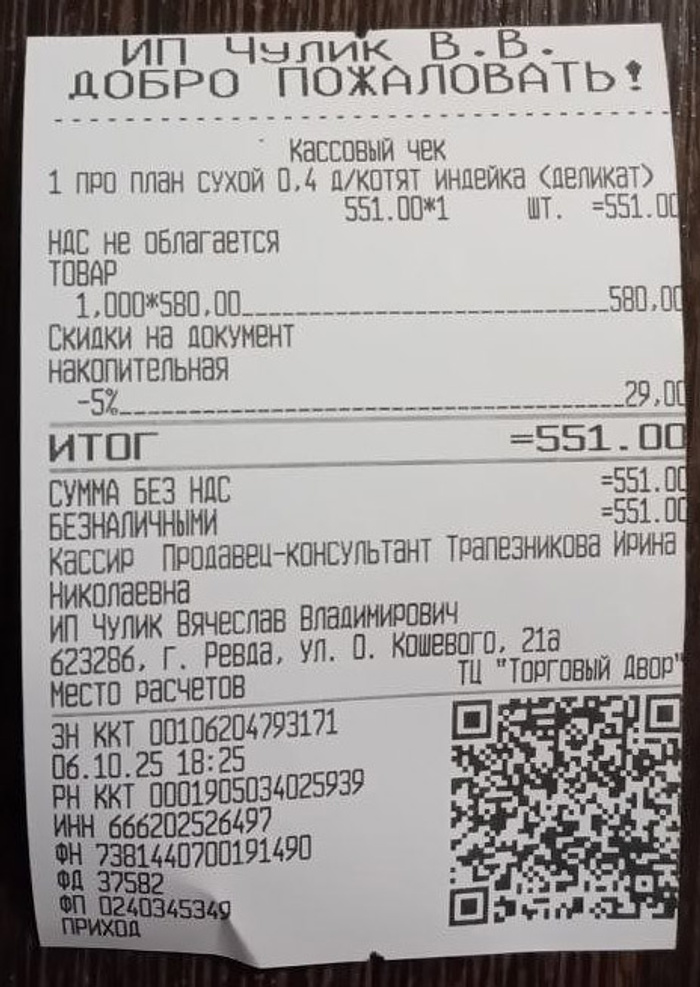 ИП Чулик В.В.
ДОБРО ПОЖАЛОВАТЬ!
Кассовый чек
1 про план сухой 0,4 д/котят индейка (деликат)
551.00*1 шт. =551.00
НДС не облагается
ТОВАР
1,000*580,00 580,00
Скидки на документ
накопительная
-5% 29,00
ИТОГ =551.00
СУММА БЕЗ НДС =551.00
БЕЗНАЛИЧНЫМИ =551.00
Кассир Продавец-консультант Трапезникова Ирина
Николаевна
ИП Чулик Вячеслав Владимирович
623286, г. Ревда, ул. О. Кошевого, 21а
Место расчетов ТЦ "Торговый Двор"
ЗН ККТ 00106204793171
06.10.25 18:25
РН ККТ 0001905034025939
ИНН 666202526497
ФН 7381440700191490
ФД 37582
ФП 0240345349
ПРИХОД